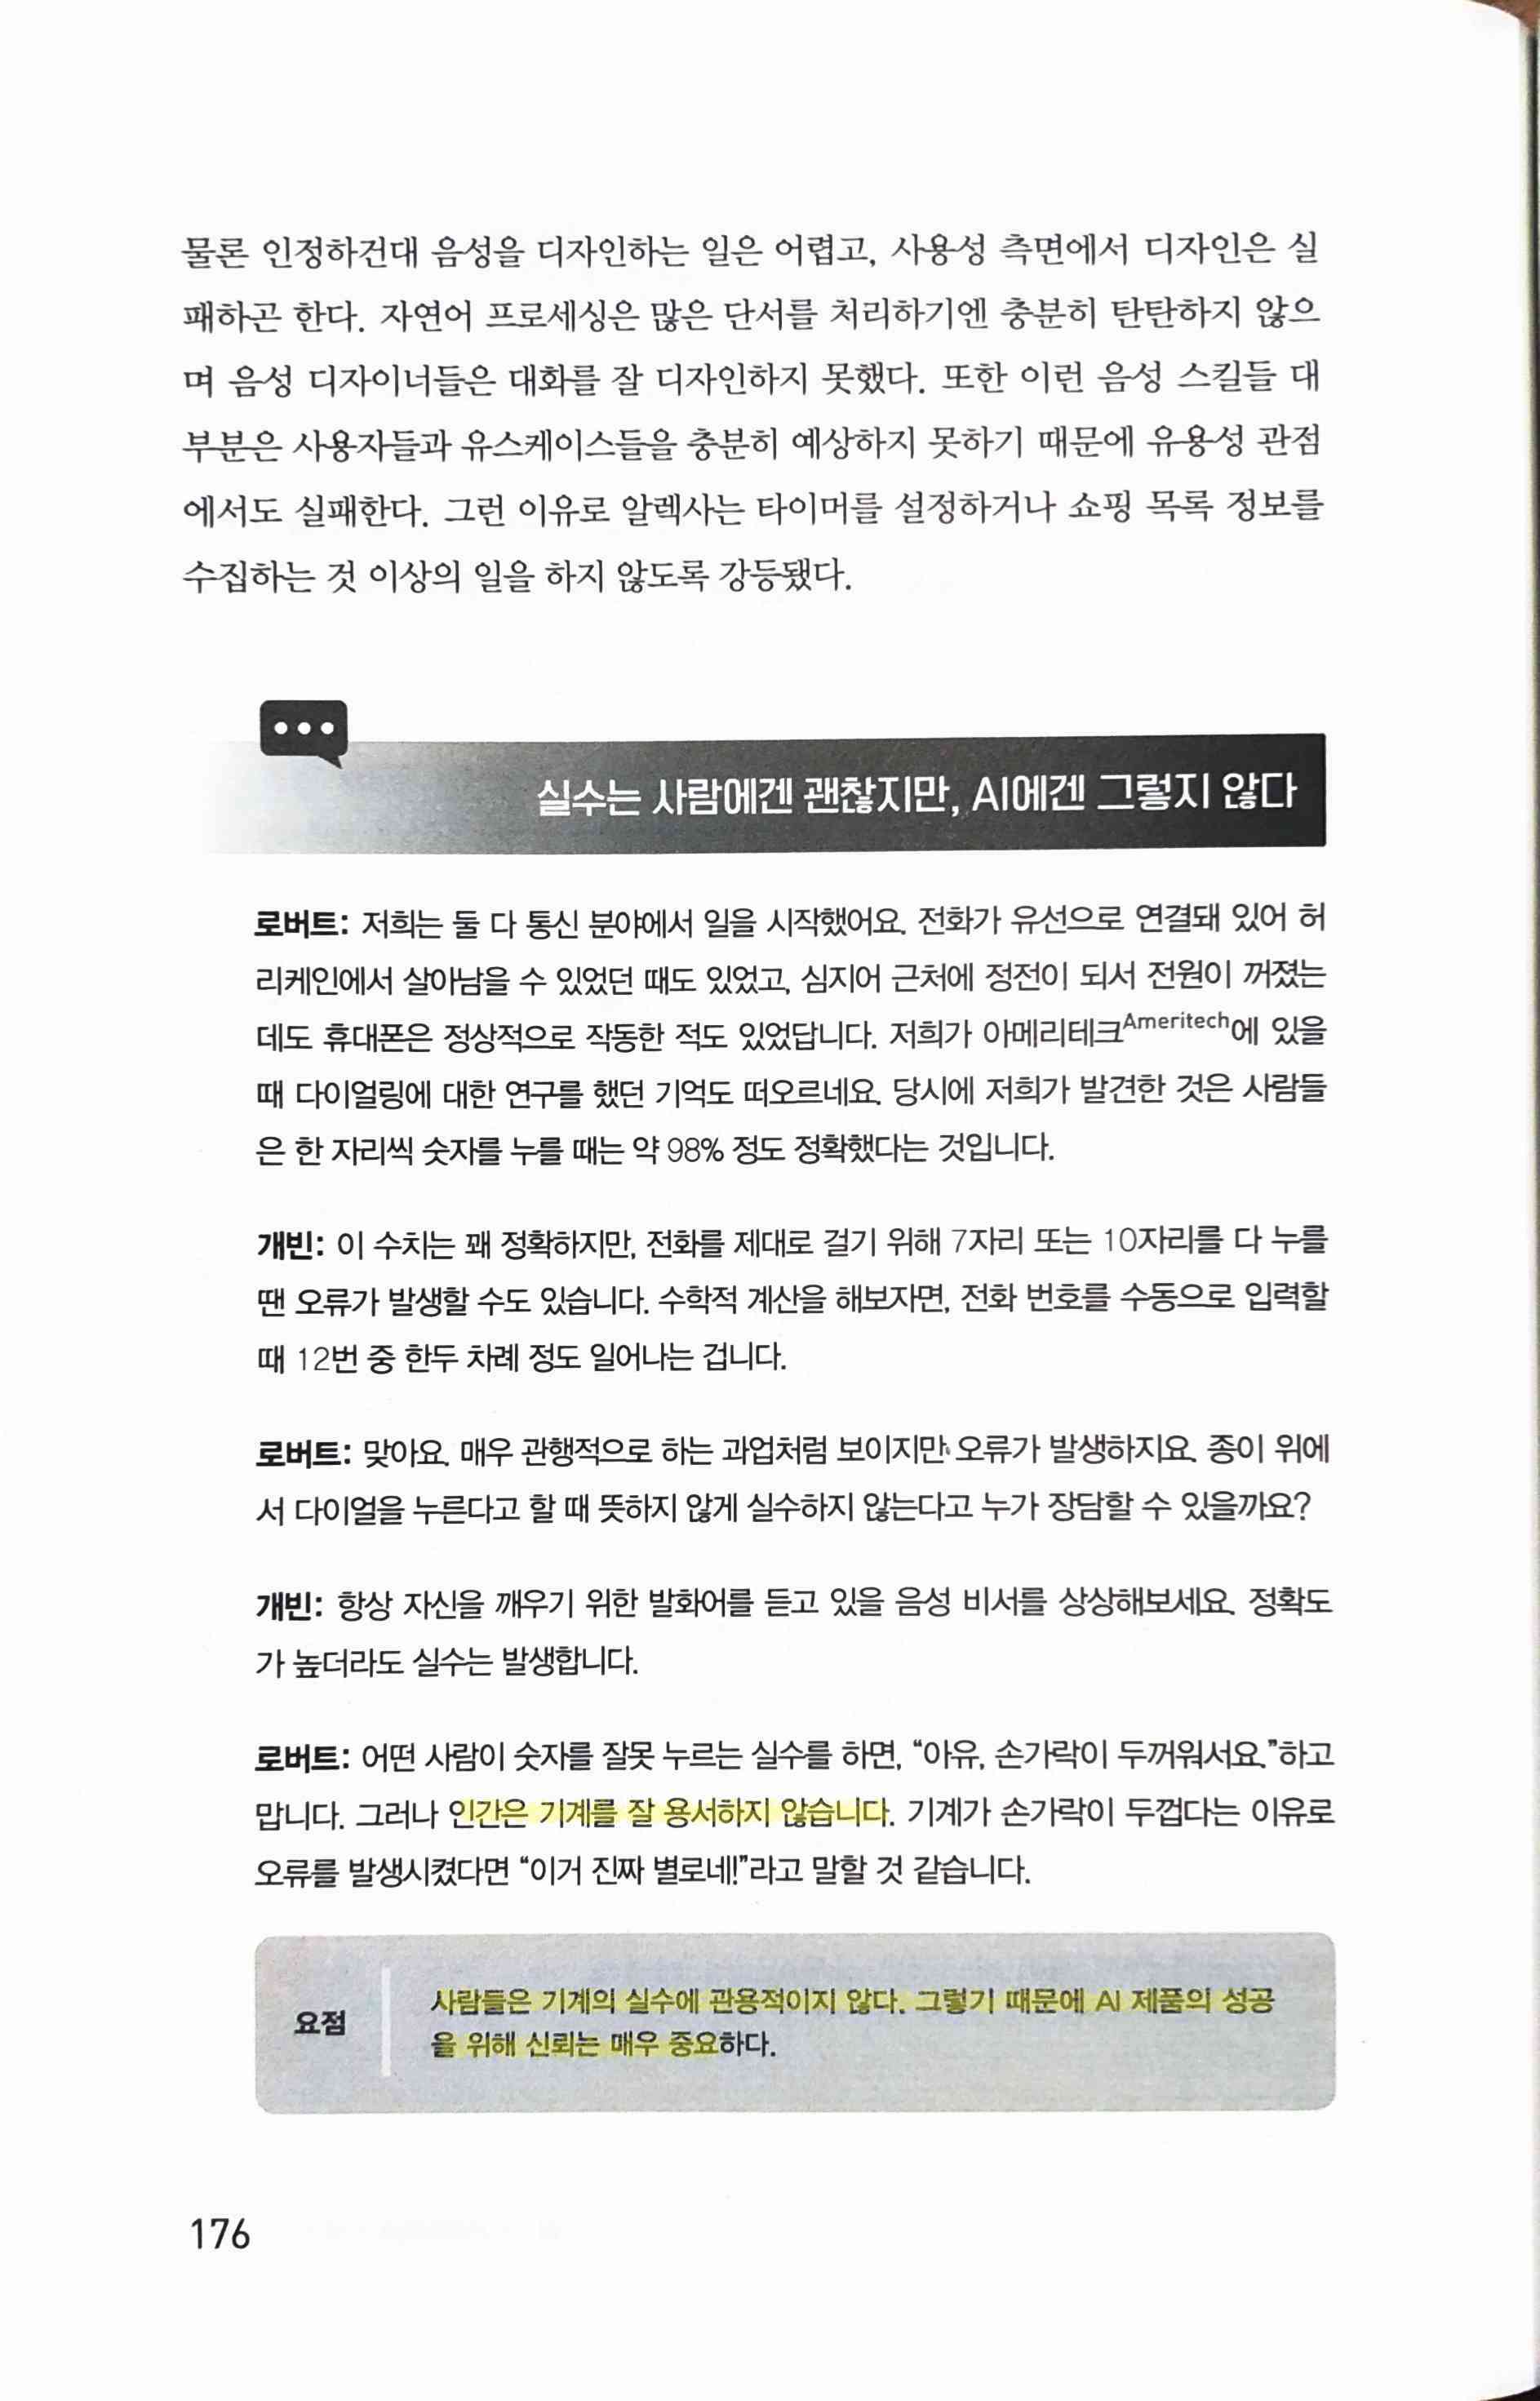 물론 인정하건대 음성을 디자인하는 일은 어렵고, 사용성 측면에서 디자인은 실
패하곤 한다. 자연어 프로세싱은 많은 단서를 처리하기엔 충분히 탄탄하지 않으
며 음성 디자이너들은 대화를 잘 디자인하지 못했다. 또한 이런 음성 스킬들 대
부분은 사용자들과 유스케이스들을 충분히 예상하지 못하기 때문에 유용성 관점
에서도 실패한다. 그런 이유로 알렉사는 타이머를 설정하거나 쇼핑 목록 정보를
수집하는 것 이상의 일을 하지 않도록 강등됐다.
실수는 사람에겐 괜찮지만, AI에겐 그렇지 않다
로버트: 저희는 둘 다 통신 분야에서 일을 시작했어요. 전화가 유선으로 연결돼 있어 허
리케인에서 살아남을 수 있었던 때도 있었고, 심지어 근처에 정전이 되서 전원이 꺼졌는
데도 휴대폰은 정상적으로 작동한 적도 있었답니다. 저희가 아메리테크Ameritech에 있을
때 다이얼링에 대한 연구를 했던 기억도 떠오르네요. 당시에 저희가 발견한 것은 사람들
은 한 자리씩 숫자를 누를 때는 약 98% 정도 정확했다는 것입니다.
개빈: 이 수치는 꽤 정확하지만, 전화를 제대로 걸기 위해 7자리 또는 10자리를 다 누를
땐 오류가 발생할 수도 있습니다. 수학적 계산을 해보자면, 전화 번호를 수동으로 입력할
때 12번 중 한두 차례 정도 일어나는 겁니다.
로버트: 맞아요. 매우 관행적으로 하는 과업처럼 보이지만, 오류가 발생하지요. 종이 위에
서 다이얼을 누른다고 할 때 뜻하지 않게 실수하지 않는다고 누가 장담할 수 있을까요?
개빈: 항상 자신을 깨우기 위한 발화어를 듣고 있을 음성 비서를 상상해보세요. 정확도
가 높더라도 실수는 발생합니다.
로버트: 어떤 사람이 숫자를 잘못 누르는 실수를 하면, “아유, 손가락이 두꺼워서요.”하고
맙니다. 그러나 인간은 기계를 잘 용서하지 않습니다. 기계가 손가락이 두껍다는 이유로
오류를 발생시켰다면 “이거 진짜 별로네!”라고 말할 것 같습니다.
요점
사람들은 기계의 실수에 관용적이지 않다. 그렇기 때문에 AI 제품의 성공
을 위해 신뢰는 매우 중요하다.
176